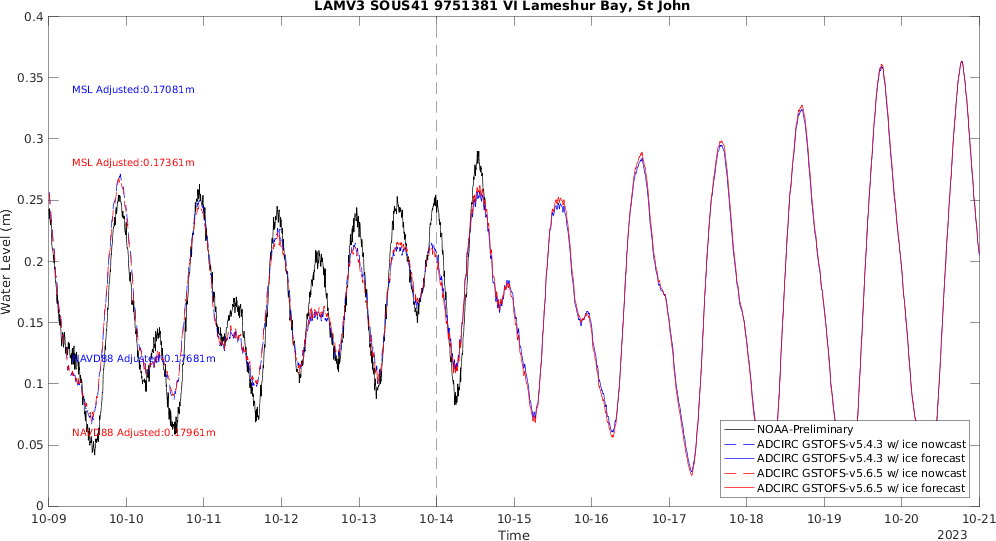 LAMV3 SOUS41 9751381 VI Lameshur Bay, St John
0.4
0.35
0.3
0.25
0.2
0.15
0.1
0.05
0
Water Level (m)
MSL Adjusted:0.17081m
MSL Adjusted:0.17361m
NAVD88 Adjusted:0.17681m
NAVD88 Adjusted:0.17961m
NOAA-Preliminary
ADCIRC GSTOFS-v5.4.3 w/ ice nowcast
ADCIRC GSTOFS-v5.4.3 w/ ice forecast
ADCIRC GSTOFS-v5.6.5 w/ ice nowcast
ADCIRC GSTOFS-v5.6.5 w/ ice forecast
10-09 10-10 10-11 10-12 10-13 10-14 10-15 10-16 10-17 10-18 10-19 10-20 10-21
Time
2023